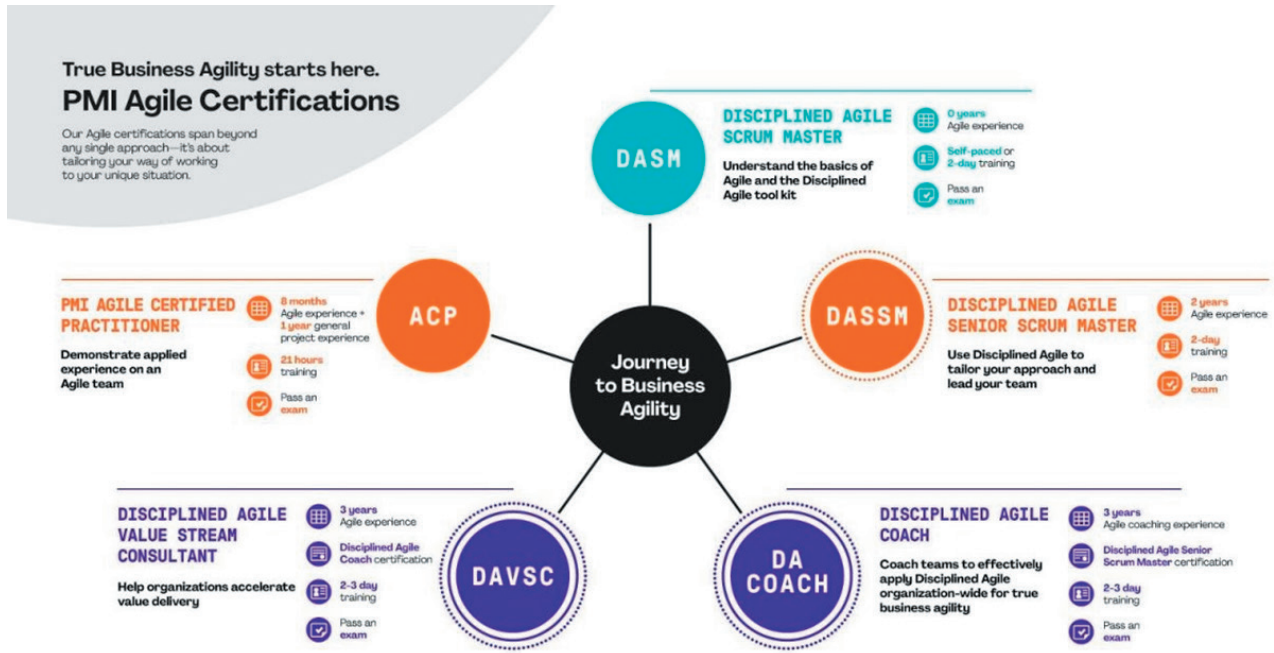 True Business Agility starts here.
PMI Agile Certifications
Our Agile certifications span beyond
any single approach—it's about
tailoring your way of working
to your unique situation.
DASM
DISCIPLINED AGILE
SCRUM MASTER
Understand the basics of
Agile and the Disciplined
Agile tool kit
0 years
Agile experience
Self-paced or
2-day training
Pass an
exam
PMI AGILE CERTIFIED
PRACTITIONER
Demonstrate applied
experience on an
Agile team
8 months
Agile experience +
1 year general
project experience
21 hours
training
Pass an
exam
ACP
DASSM
DISCIPLINED AGILE
SENIOR SCRUM MASTER
Use Disciplined Agile to
tailor your approach and
lead your team
2 years
Agile experience
2-day
training
Pass an
exam
Journey
to Business
Agility
DISCIPLINED AGILE
VALUE STREAM
CONSULTANT
Help organizations accelerate
value delivery
3 years
Agile experience
Disciplined Agile
Coach certification
2-3 day
training
Pass an
exam
DAVSC
DA
COACH
DISCIPLINED AGILE
COACH
Coach teams to effectively
apply Disciplined Agile
organization-wide for true
business agility
3 years
Agile coaching experience
Disciplined Agile Senior
Scrum Master certification
2-3 day
training
Pass an
exam